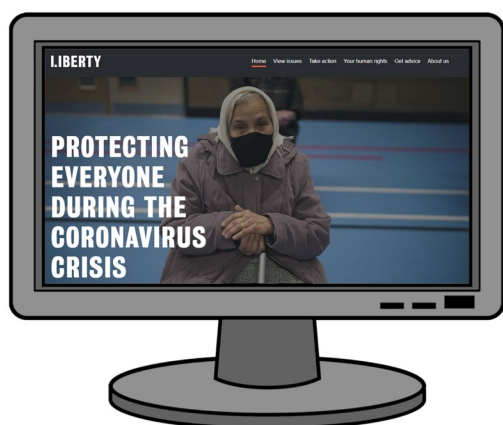 LIBERTY
Home View issues Take action Your human rights Get advice About us
PROTECTING
EVERYONE
DURING THE
CORONAVIRUS
CRISIS